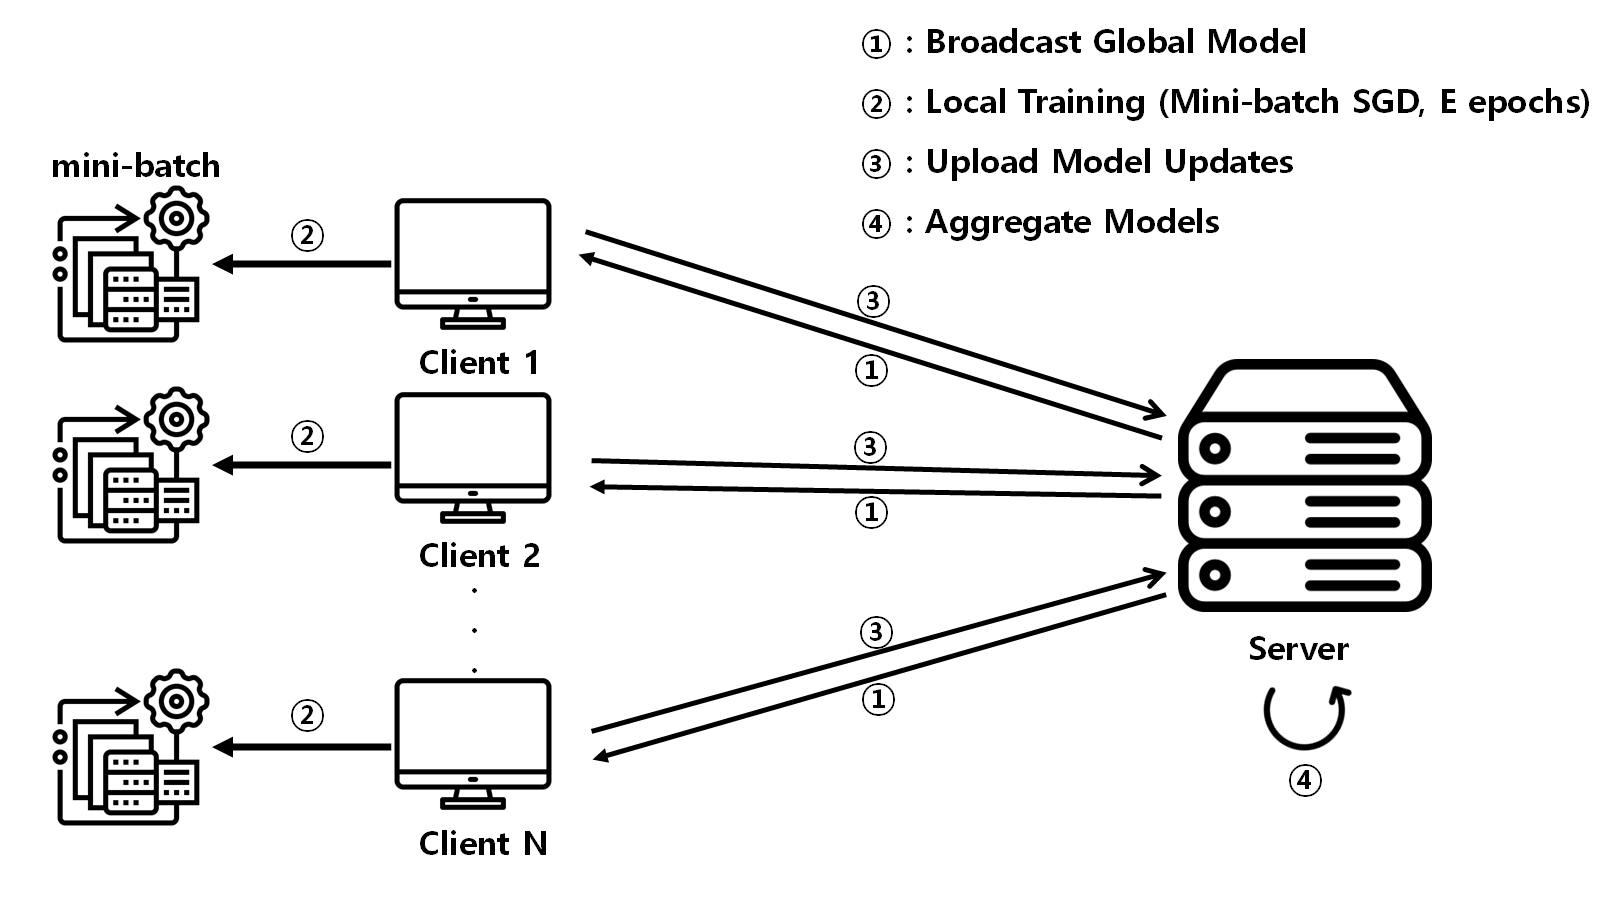 ① : Broadcast Global Model
② : Local Training (Mini-batch SGD, E epochs)
③ : Upload Model Updates
④ : Aggregate Models
mini-batch
②
Client 1
③
①
②
Client 2
③
①
②
Client N
③
①
Server
④